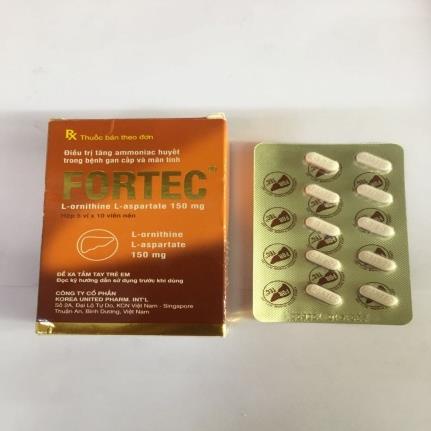 Rx Thuốc bán theo đơn
Điều trị tăng ammoniac huyết
trong bệnh gan cấp và mãn tính
FORTEC
L-ornithine L-aspartate 150 mg
Hộp 5 vỉ x 10 viên nén
L-ornithine
L-aspartate
150 mg
ĐỂ XA TẦM TAY TRẺ EM
Đọc kỹ hướng dẫn sử dụng trước khi dùng
CÔNG TY CỔ PHẦN
KOREA UNITED PHARM. INT'L
Số 2A, Đại Lộ Tự Do, KCN Việt Nam - Singapore
Thuận An, Bình Dương, Việt Nam